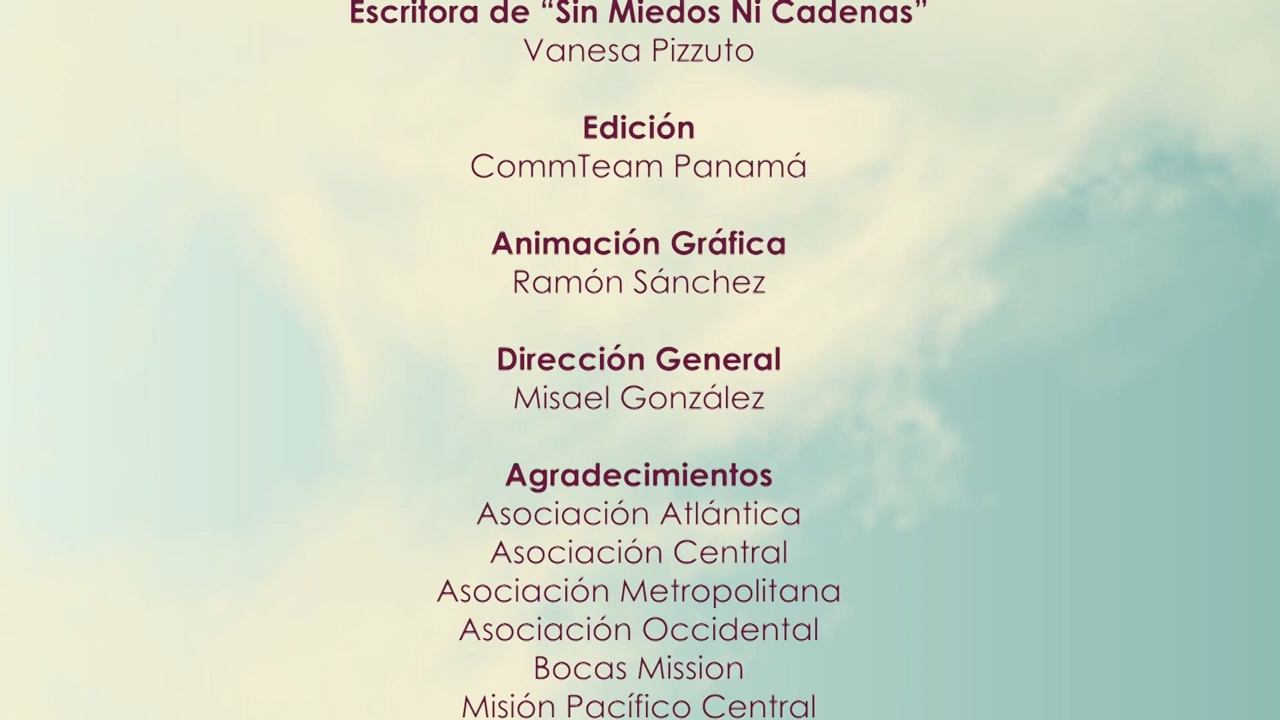 Escritora de “Sin Miedos Ni Cadenas”
Vanesa Pizzuto
Edición
CommTeam Panamá
Animación Gráfica
Ramón Sánchez
Dirección General
Misael González
Agradecimientos
Asociación Atlántica
Asociación Central
Asociación Metropolitana
Asociación Occidental
Bocas Mission
Misión Pacífico Central